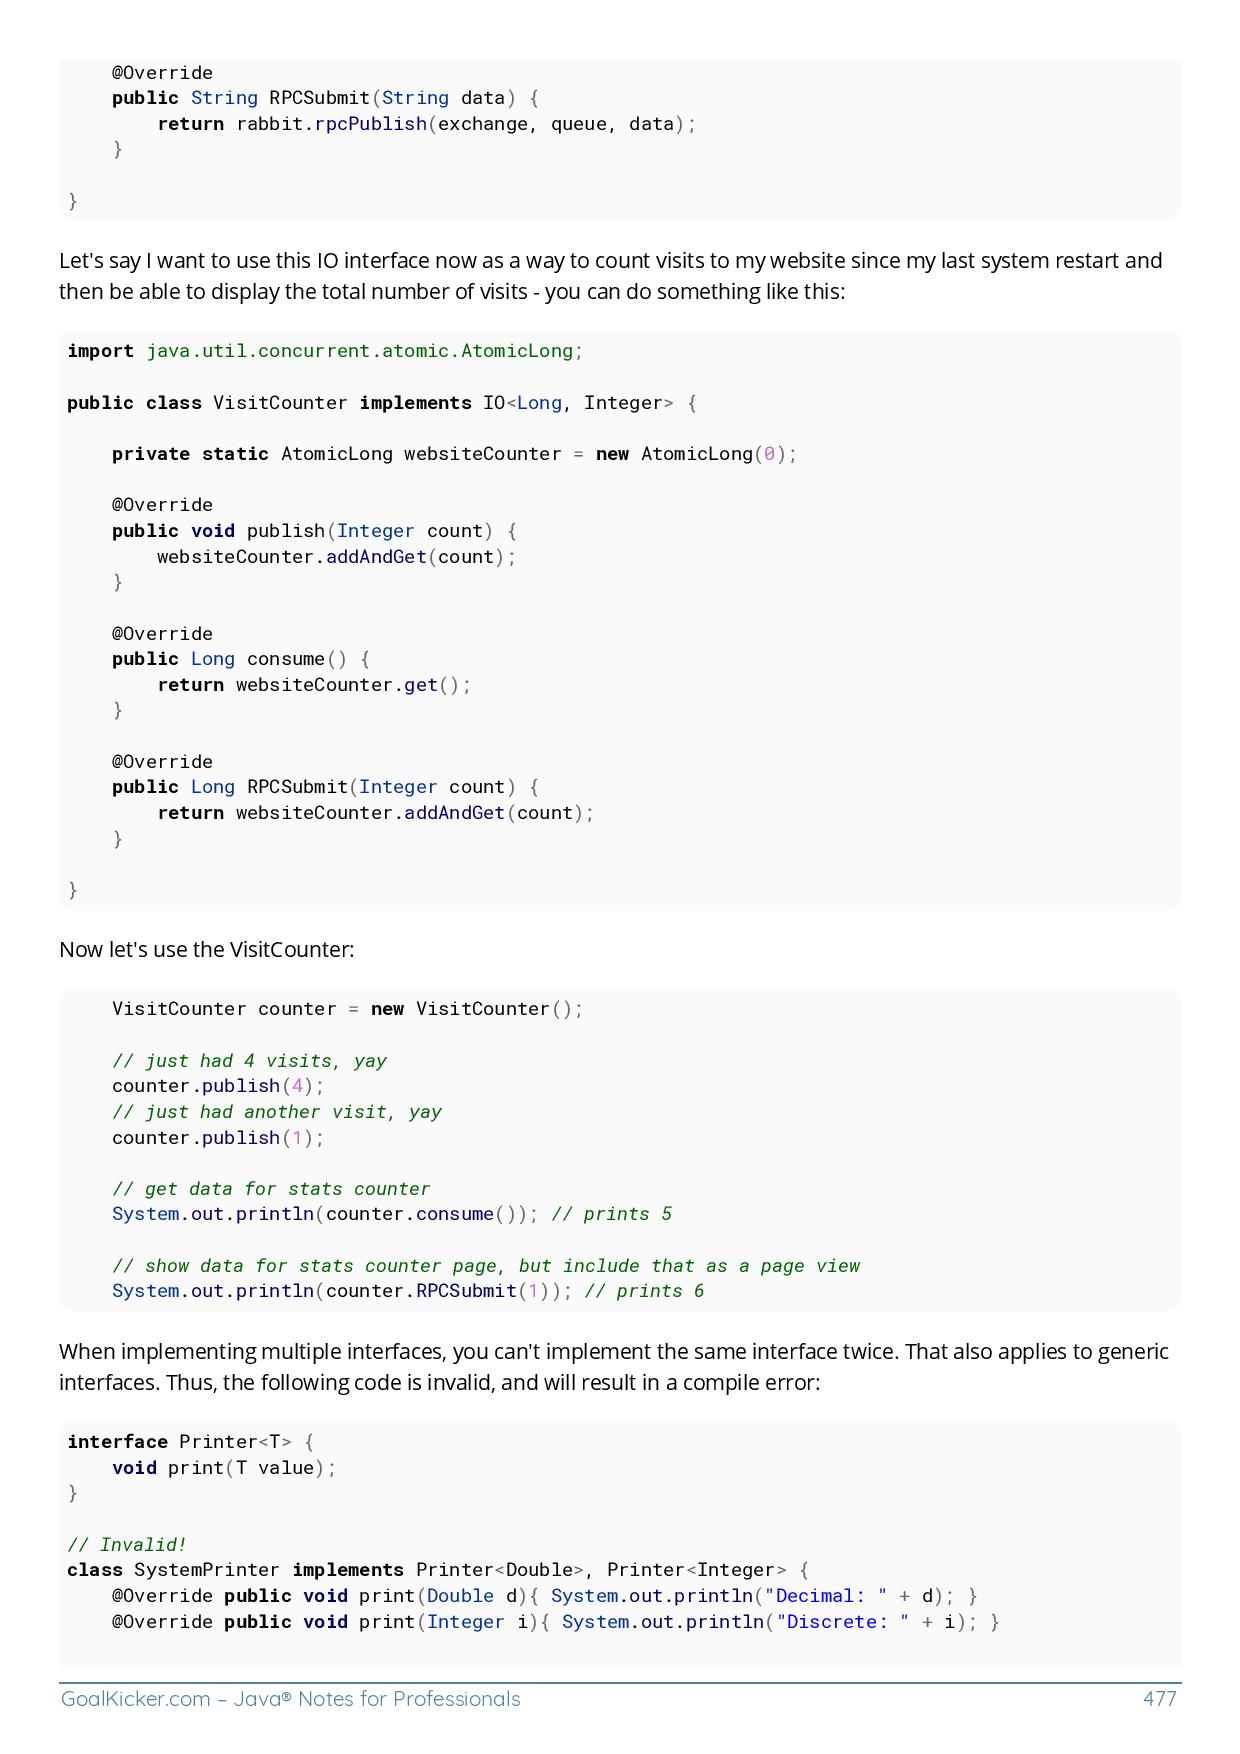 @Override
    public String RPCSubmit(String data) {
        return rabbit.rpcPublish(exchange, queue, data);
    }

}
Let's say I want to use this IO interface now as a way to count visits to my website since my last system restart and
then be able to display the total number of visits - you can do something like this:
import java.util.concurrent.atomic.AtomicLong;

public class VisitCounter implements IO<Long, Integer> {

    private static AtomicLong websiteCounter = new AtomicLong(0);

    @Override
    public void publish(Integer count) {
        websiteCounter.addAndGet(count);
    }

    @Override
    public Long consume() {
        return websiteCounter.get();
    }

    @Override
    public Long RPCSubmit(Integer count) {
        return websiteCounter.addAndGet(count);
    }

}
Now let's use the VisitCounter:
    VisitCounter counter = new VisitCounter();

    // just had 4 visits, yay
    counter.publish(4);
    // just had another visit, yay
    counter.publish(1);

    // get data for stats counter
    System.out.println(counter.consume()); // prints 5

    // show data for stats counter page, but include that as a page view
    System.out.println(counter.RPCSubmit(1)); // prints 6
When implementing multiple interfaces, you can't implement the same interface twice. That also applies to generic
interfaces. Thus, the following code is invalid, and will result in a compile error:
interface Printer<T> {
    void print(T value);
}

// Invalid!
class SystemPrinter implements Printer<Double>, Printer<Integer> {
    @Override public void print(Double d){ System.out.println("Decimal: " + d); }
    @Override public void print(Integer i){ System.out.println("Discrete: " + i); }
GoalKicker.com – Java® Notes for Professionals 477